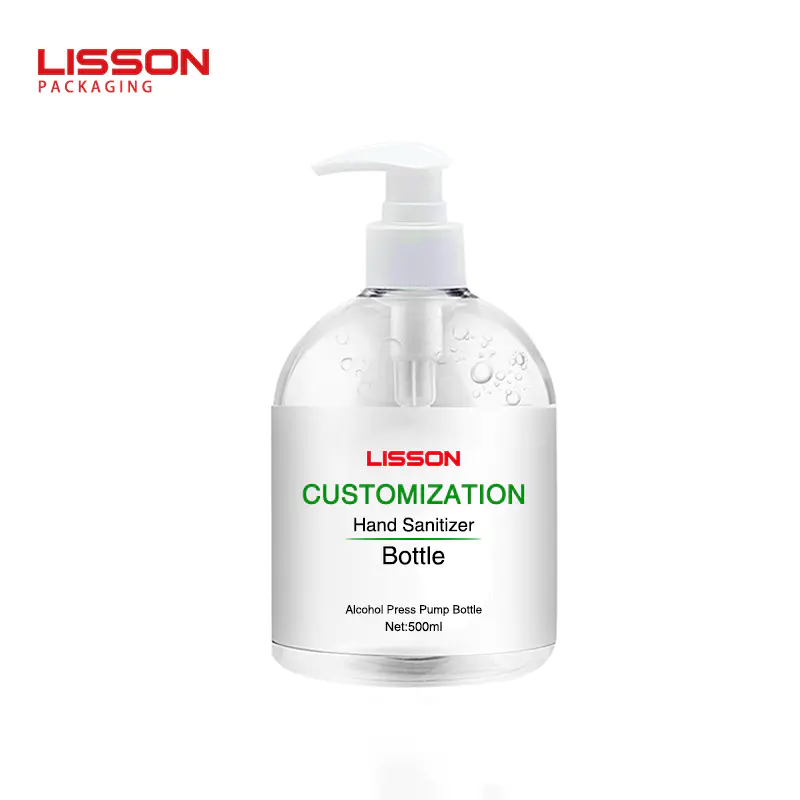 LISSON
PACKAGING
LISSON
CUSTOMIZATION
Hand Sanitizer
Bottle
Alcohol Press Pump Bottle
Net:500ml